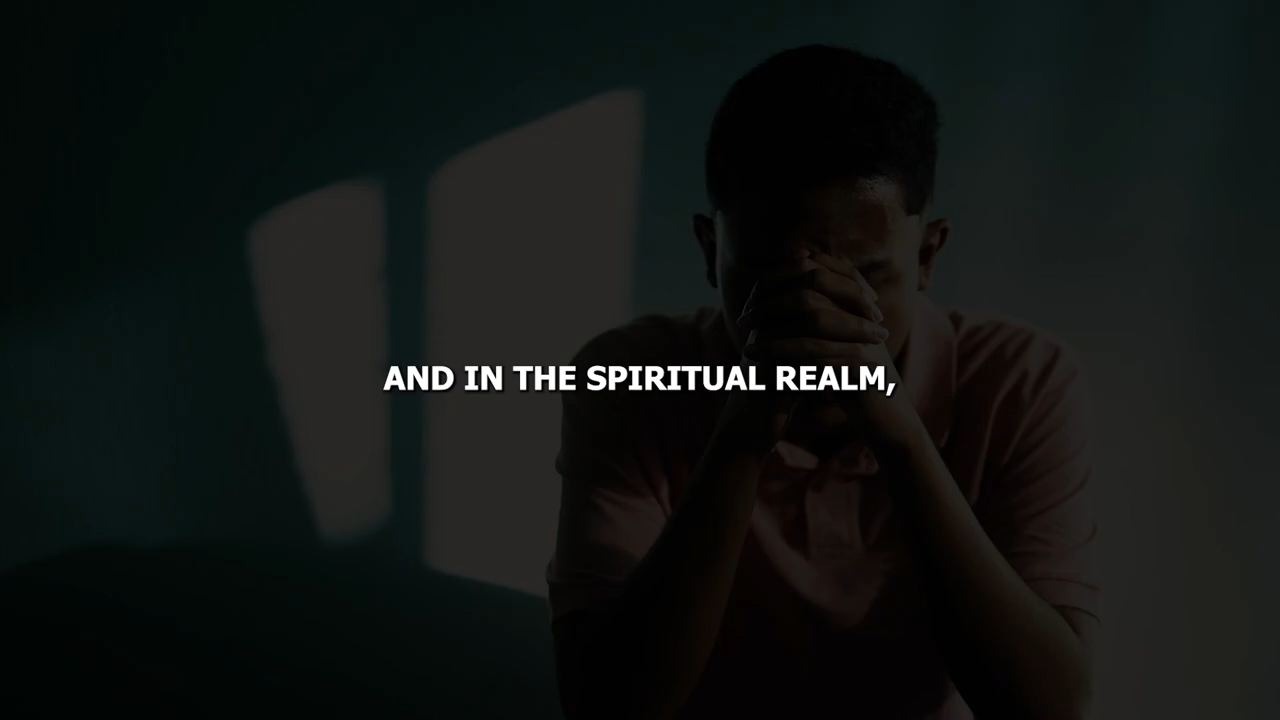 AND IN THE SPIRITUAL REALM,